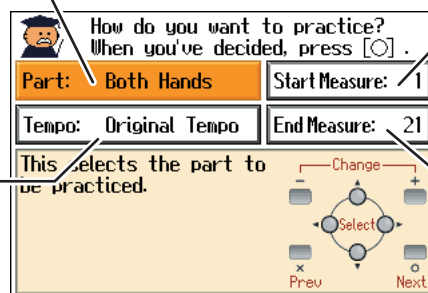 How do you want to practice?
When you've decided, press [○] .
Part: Both Hands
Start Measure: 1
Tempo: Original Tempo
End Measure: 21
This selects the part to
be practiced.
Change
− +
Select
× ○
Prev Next